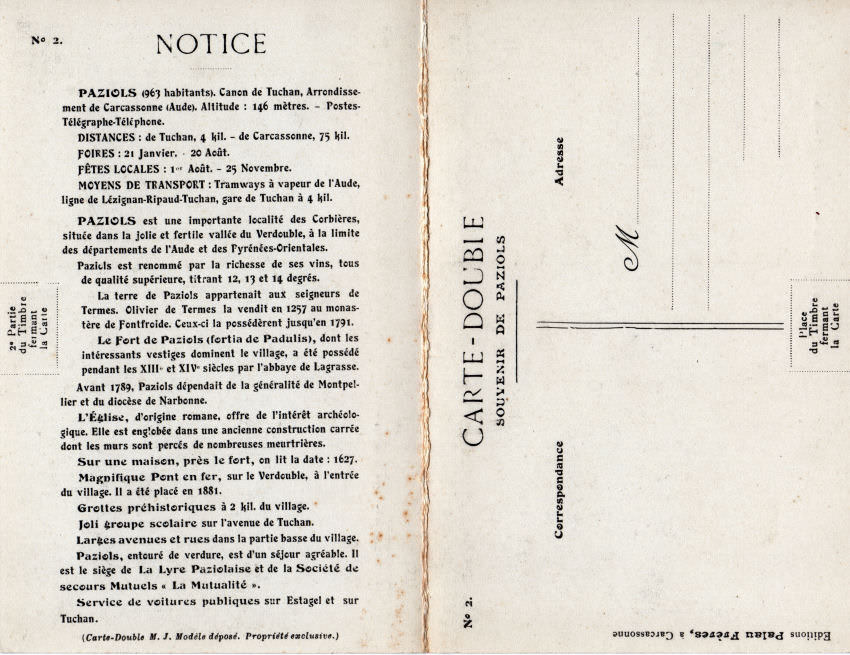 Nº 2.
NOTICE
PAZIOLS (963 habitants). Canon de Tuchan, Arrondisse-
ment de Carcassonne (Aude). Altitude : 146 mètres. - Postes-
Télégraphe-Téléphone.
DISTANCES : de Tuchan, 4 kil. - de Carcassonne, 75 kil.
FOIRES : 21 Janvier. - 20 Août.
FÊTES LOCALES : 1er Août. - 25 Novembre.
MOYENS DE TRANSPORT : Tramways à vapeur de l'Aude,
ligne de Lézignan-Ripaud-Tuchan, gare de Tuchan à 4 kil.
PAZIOLS est une importante localité des Corbières,
située dans la jolie et fertile vallée du Verdouble, à la limite
des départements de l'Aude et des Pyrénées-Orientales.
Paziols est renommé par la richesse de ses vins, tous
de qualité supérieure, titrant 12, 13 et 14 degrés.
La terre de Paziols appartenait aux seigneurs de
Termes. Olivier de Termes la vendit en 1257 au monas-
tère de Fontfroide. Ceux-ci la possédèrent jusqu'en 1791.
Le Fort de Paziols (fortia de Padulis), dont les
intéressants vestiges dominent le village, a été possédé
pendant les XIIIe et XIVe siècles par l'abbaye de Lagrasse.
Avant 1789, Paziols dépendait de la généralité de Montpel-
lier et du diocèse de Narbonne.
L'Église, d'origine romane, offre de l'intérêt archéolo-
gique. Elle est englobée dans une ancienne construction carrée
dont les murs sont percés de nombreuses meurtrières.
Sur une maison, près le fort, on lit la date : 1627.
Magnifique Pont en fer, sur le Verdouble, à l'entrée
du village. Il a été placé en 1881.
Grottes préhistoriques à 2 kil. du village.
Joli groupe scolaire sur l'avenue de Tuchan.
Larges avenues et rues dans la partie basse du village.
Paziols, entouré de verdure, est d'un séjour agréable. Il
est le siège de La Lyre Paziolaise et de la Société de
secours Mutuels « La Mutualité ».
Service de voitures publiques sur Estagel et sur
Tuchan.
(Carte-Double M. J. Modèle déposé. Propriété exclusive.)
2e Partie
du Timbre
fermant
la Carte
CARTE-DOUBLE
SOUVENIR DE PAZIOLS
Nº 2.
Correspondance
Adresse
M
Place
du Timbre
fermant
la Carte
Editions Palau Frères, à Carcassonne